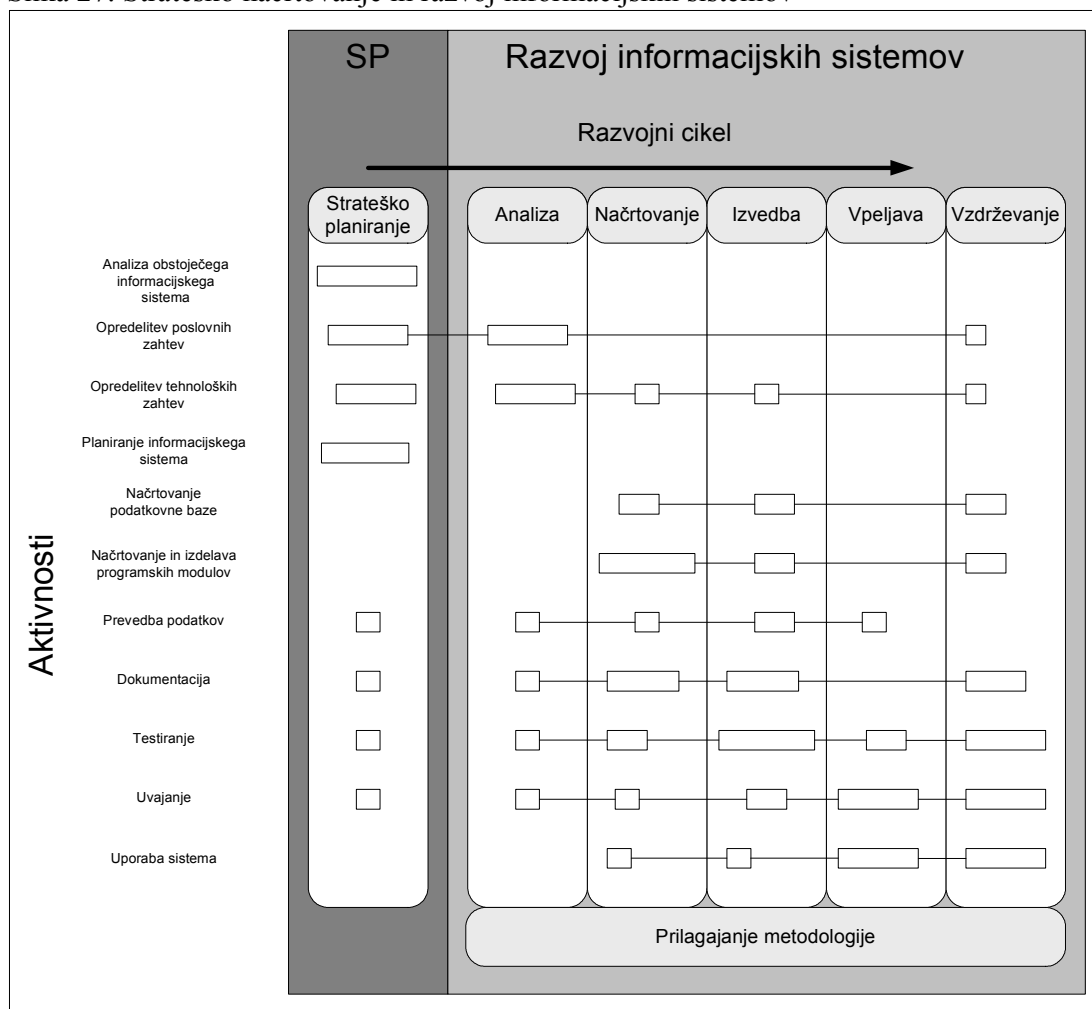 SP
Razvoj informacijskih sistemov
Razvojni cikel
Strateško
planiranje
Analiza
Načrtovanje
Izvedba
Vpeljava
Vzdrževanje
Aktivnosti
Analiza obstoječega
informacijskega
sistema
Opredelitev poslovnih
zahtev
Opredelitev tehnoloških
zahtev
Planiranje informacijskega
sistema
Načrtovanje
podatkovne baze
Načrtovanje in izdelava
programskih modulov
Prevedba podatkov
Dokumentacija
Testiranje
Uvajanje
Uporaba sistema
Prilagajanje metodologije